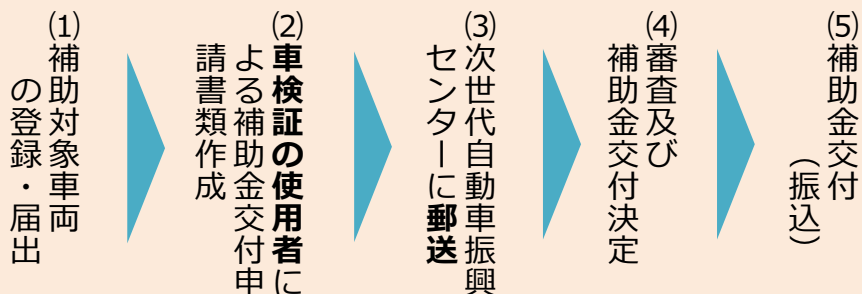 (1)
補助対象車両
の登録・届出
(2)
車検証の使用者に
よる補助金交付申
請書類作成
(3)
次世代自動車振興
センターに郵送
(4)
審査及び
補助金交付決定
(5)
補助金交付
（振込）